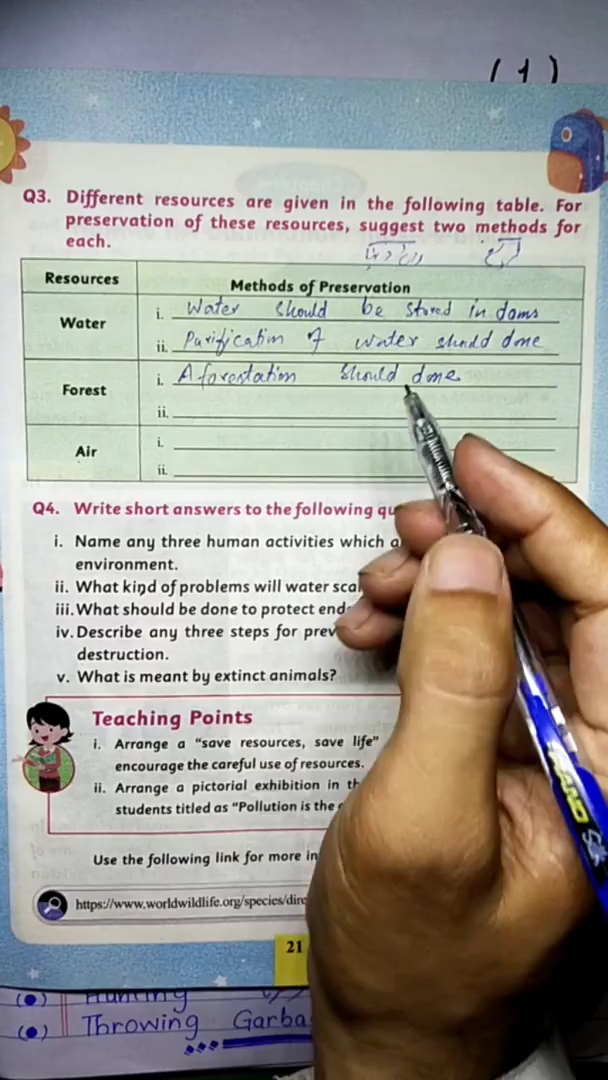 ( 1 )
Q3. Different resources are given in the following table. For
preservation of these resources, suggest two methods for
each.
Resources
Methods of Preservation
Water
i. Water should be stored in dams
ii. Purification of water should done
Forest
i. Aforestation should done
ii.
Air
i.
ii.
Q4. Write short answers to the following qu
i. Name any three human activities which a
environment.
ii. What kind of problems will water sca
iii. What should be done to protect end
iv. Describe any three steps for prev
destruction.
v. What is meant by extinct animals?
Teaching Points
i. Arrange a "save resources, save life"
encourage the careful use of resources.
ii. Arrange a pictorial exhibition in th
students titled as "Pollution is the
Use the following link for more in
https://www.worldwildlife.org/species/dire
21
Hunting
Throwing Garba